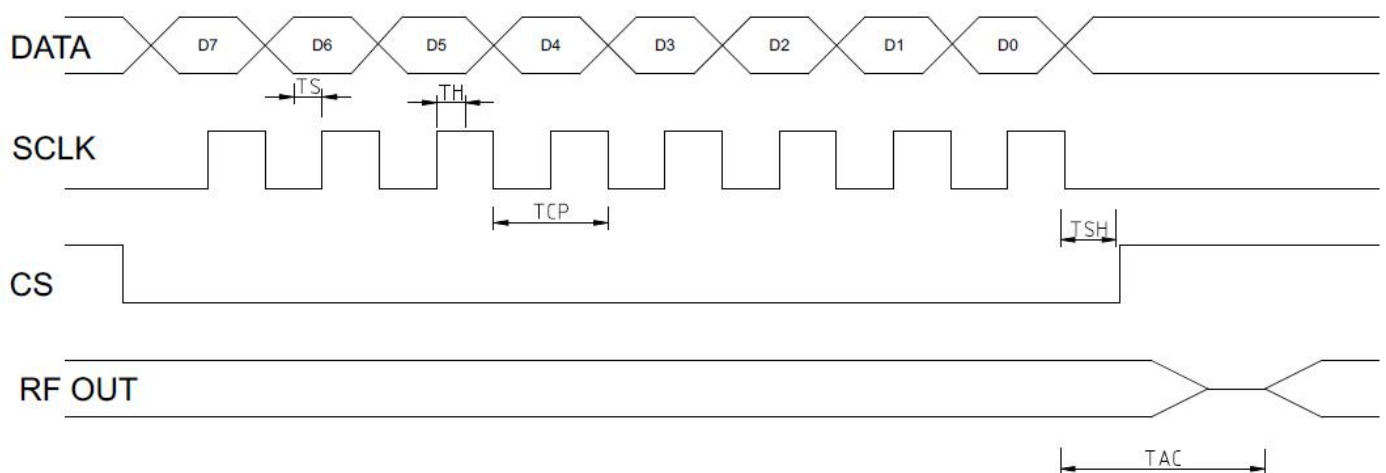 DATA D7 D6 D5 D4 D3 D2 D1 D0
TS TH
SCLK
TCP
TSH
CS
RF OUT
TAC